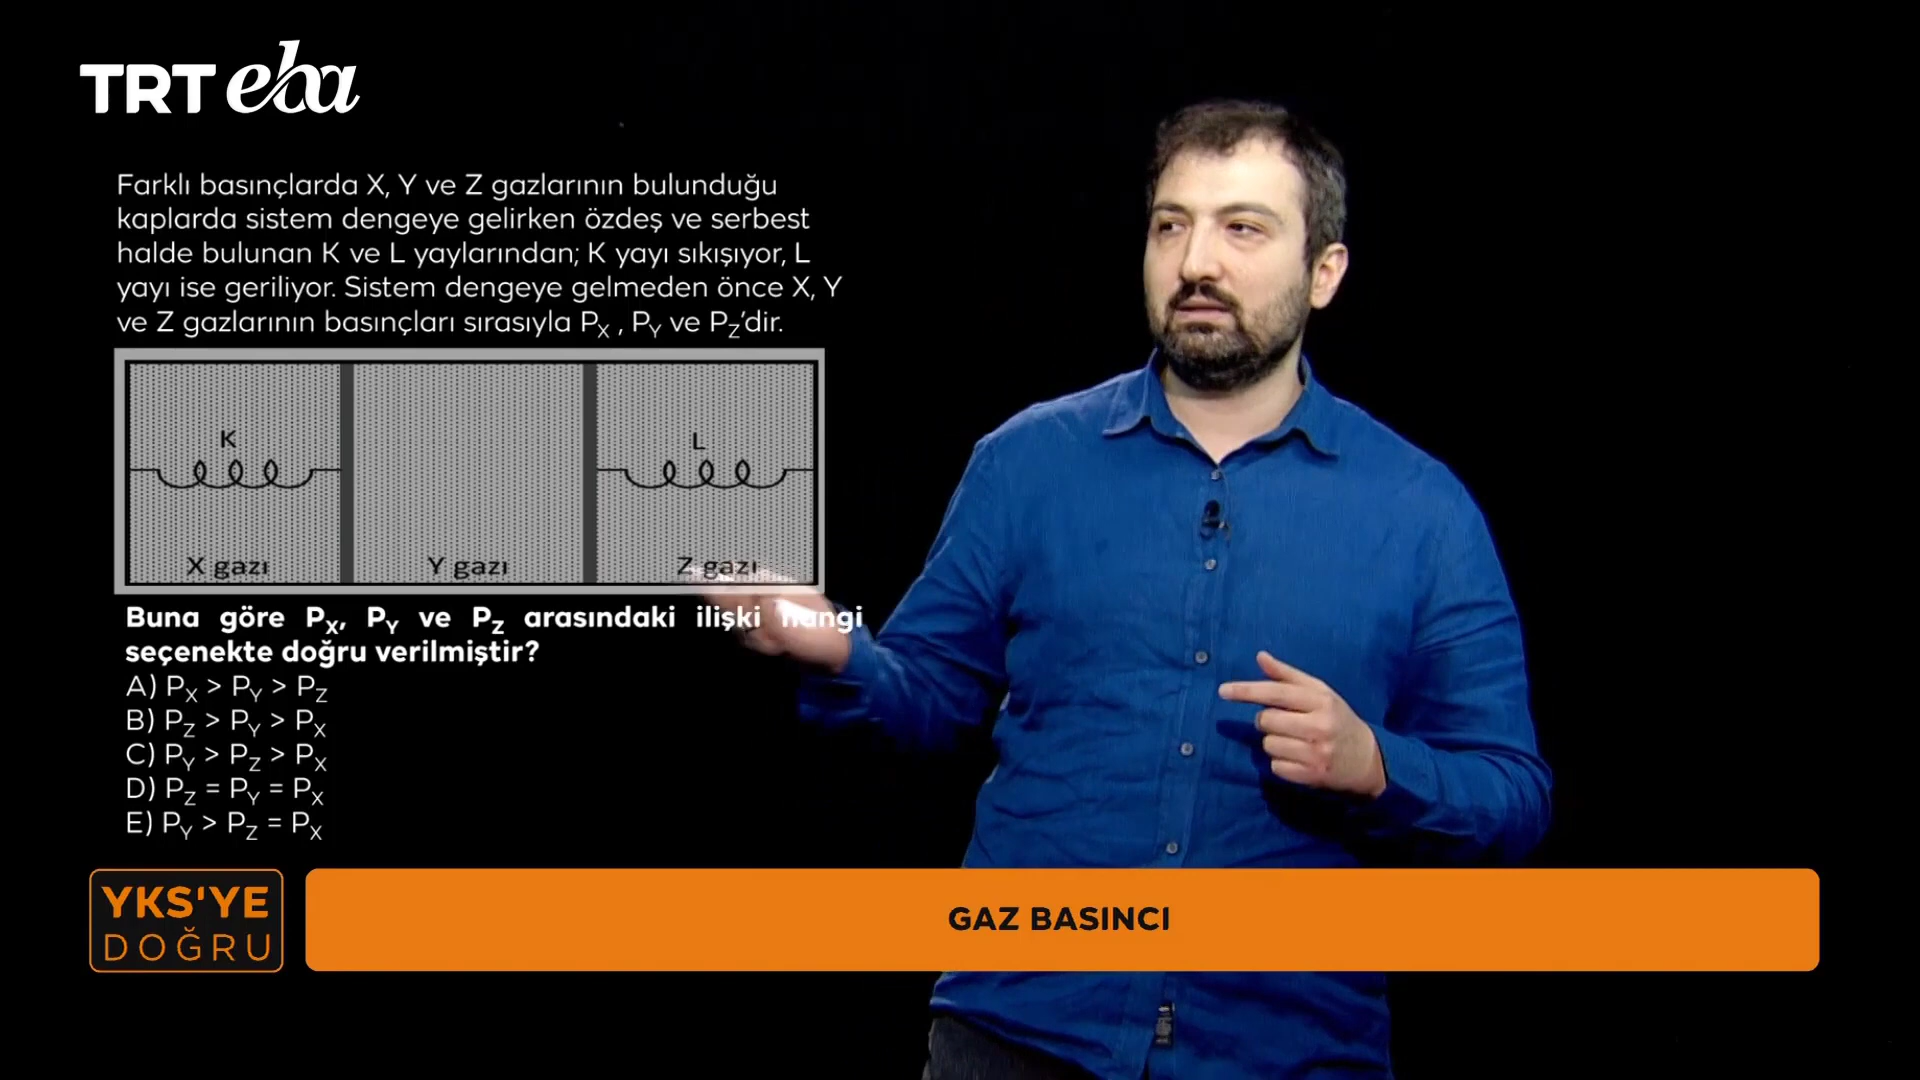 TRT eba
Farklı basınçlarda X, Y ve Z gazlarının bulunduğu
kaplarda sistem dengeye gelirken özdeş ve serbest
halde bulunan K ve L yaylarından; K yayı sıkışıyor, L
yayı ise geriliyor. Sistem dengeye gelmeden önce X, Y
ve Z gazlarının basınçları sırasıyla PX , PY ve PZ'dir.
K L
X gazı Y gazı Z gazı
Buna göre PX, PY ve PZ arasındaki ilişki hangi
seçenekte doğru verilmiştir?
A) PX > PY > PZ
B) PZ > PY > PX
C) PY > PZ > PX
D) PZ = PY = PX
E) PY > PZ = PX
YKS'YE
DOĞRU
GAZ BASINCI